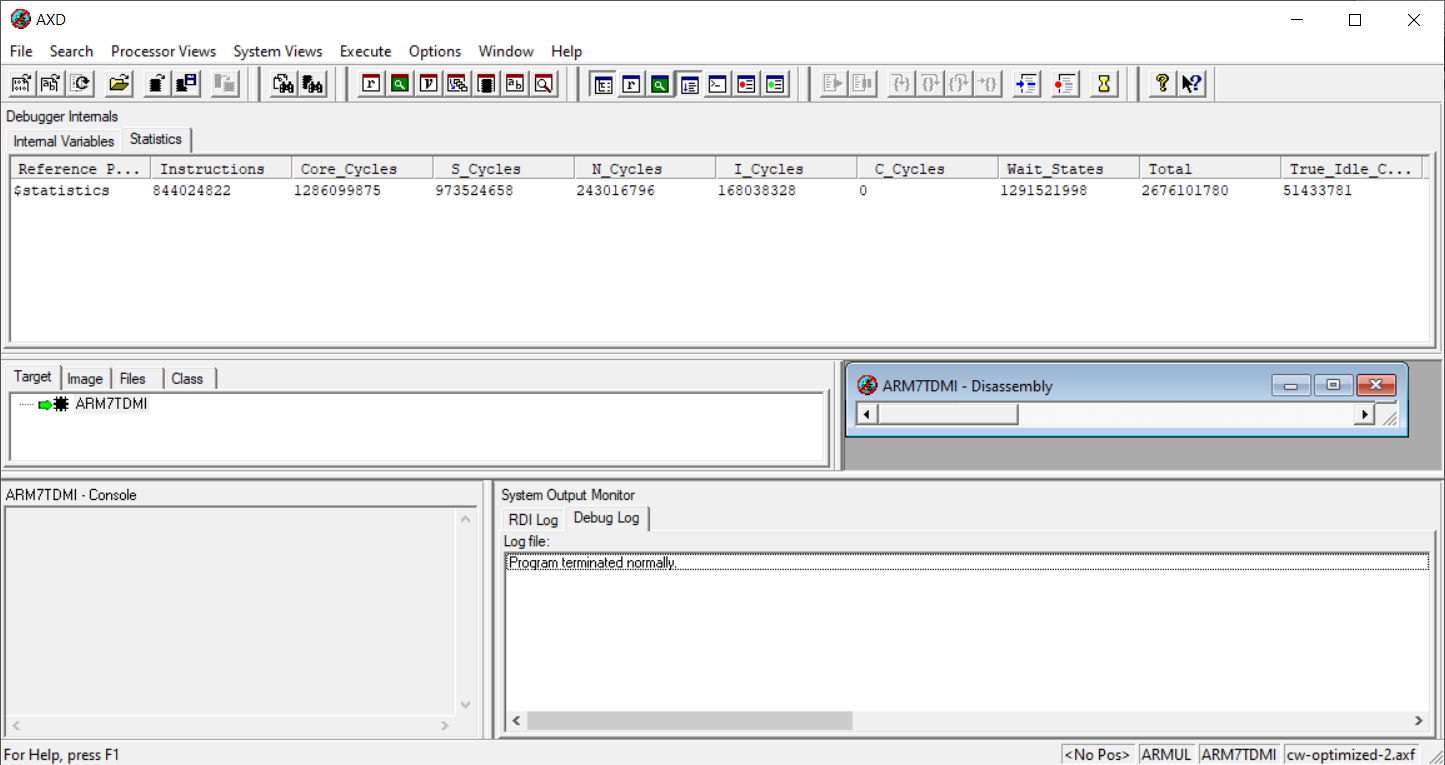 AXD
File Search Processor Views System Views Execute Options Window Help
Debugger Internals
Internal Variables Statistics
Reference P... Instructions Core_Cycles S_Cycles N_Cycles I_Cycles C_Cycles Wait_States Total True_Idle_C...
$statistics 844024822 1286099875 973524658 243016796 168038328 0 1291521998 2676101780 51433781
Target Image Files Class
ARM7TDMI
ARM7TDMI - Disassembly
ARM7TDMI - Console
System Output Monitor
RDI Log Debug Log
Log file:
Program terminated normally.
For Help, press F1
<No Pos> ARMUL ARM7TDMI cw-optimized-2.axf